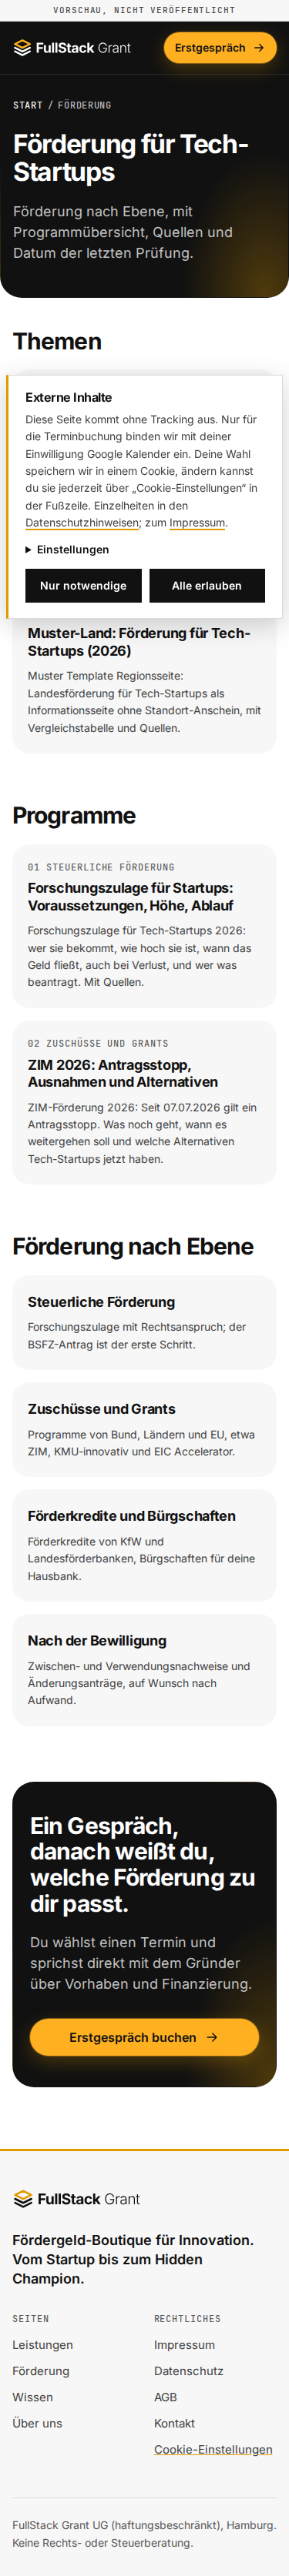 VORSCHAU, NICHT VERÖFFENTLICHT
FullStack Grant
Erstgespräch →
START / FÖRDERUNG
Förderung für Tech-
Startups
Förderung nach Ebene, mit
Programmübersicht, Quellen und
Datum der letzten Prüfung.
Themen
Externe Inhalte
Diese Seite kommt ohne Tracking aus. Nur für
die Terminbuchung binden wir mit deiner
Einwilligung Google Kalender ein. Deine Wahl
speichern wir in einem Cookie, ändern kannst
du sie jederzeit über „Cookie-Einstellungen“ in
der Fußzeile. Einzelheiten in den
Datenschutzhinweisen; zum Impressum.
▶ Einstellungen
Nur notwendige
Alle erlauben
Muster-Land: Förderung für Tech-
Startups (2026)
Muster Template Regionsseite:
Landesförderung für Tech-Startups als
Informationsseite ohne Standort-Anschein, mit
Vergleichstabelle und Quellen.
Programme
01 STEUERLICHE FÖRDERUNG
Forschungszulage für Startups:
Voraussetzungen, Höhe, Ablauf
Forschungszulage für Tech-Startups 2026:
wer sie bekommt, wie hoch sie ist, wann das
Geld fließt, auch bei Verlust, und wer was
beantragt. Mit Quellen.
02 ZUSCHÜSSE UND GRANTS
ZIM 2026: Antragsstopp,
Ausnahmen und Alternativen
ZIM-Förderung 2026: Seit 07.07.2026 gilt ein
Antragsstopp. Was noch geht, wann es
weitergehen soll und welche Alternativen
Tech-Startups jetzt haben.
Förderung nach Ebene
Steuerliche Förderung
Forschungszulage mit Rechtsanspruch; der
BSFZ-Antrag ist der erste Schritt.
Zuschüsse und Grants
Programme von Bund, Ländern und EU, etwa
ZIM, KMU-innovativ und EIC Accelerator.
Förderkredite und Bürgschaften
Förderkredite von KfW und
Landesförderbanken, Bürgschaften für deine
Hausbank.
Nach der Bewilligung
Zwischen- und Verwendungsnachweise und
Änderungsanträge, auf Wunsch nach
Aufwand.
Ein Gespräch,
danach weißt du,
welche Förderung zu
dir passt.
Du wählst einen Termin und
sprichst direkt mit dem Gründer
über Vorhaben und Finanzierung.
Erstgespräch buchen →
FullStack Grant
Fördergeld-Boutique für Innovation.
Vom Startup bis zum Hidden
Champion.
SEITEN
Leistungen
Förderung
Wissen
Über uns
RECHTLICHES
Impressum
Datenschutz
AGB
Kontakt
Cookie-Einstellungen
FullStack Grant UG (haftungsbeschränkt), Hamburg.
Keine Rechts- oder Steuerberatung.